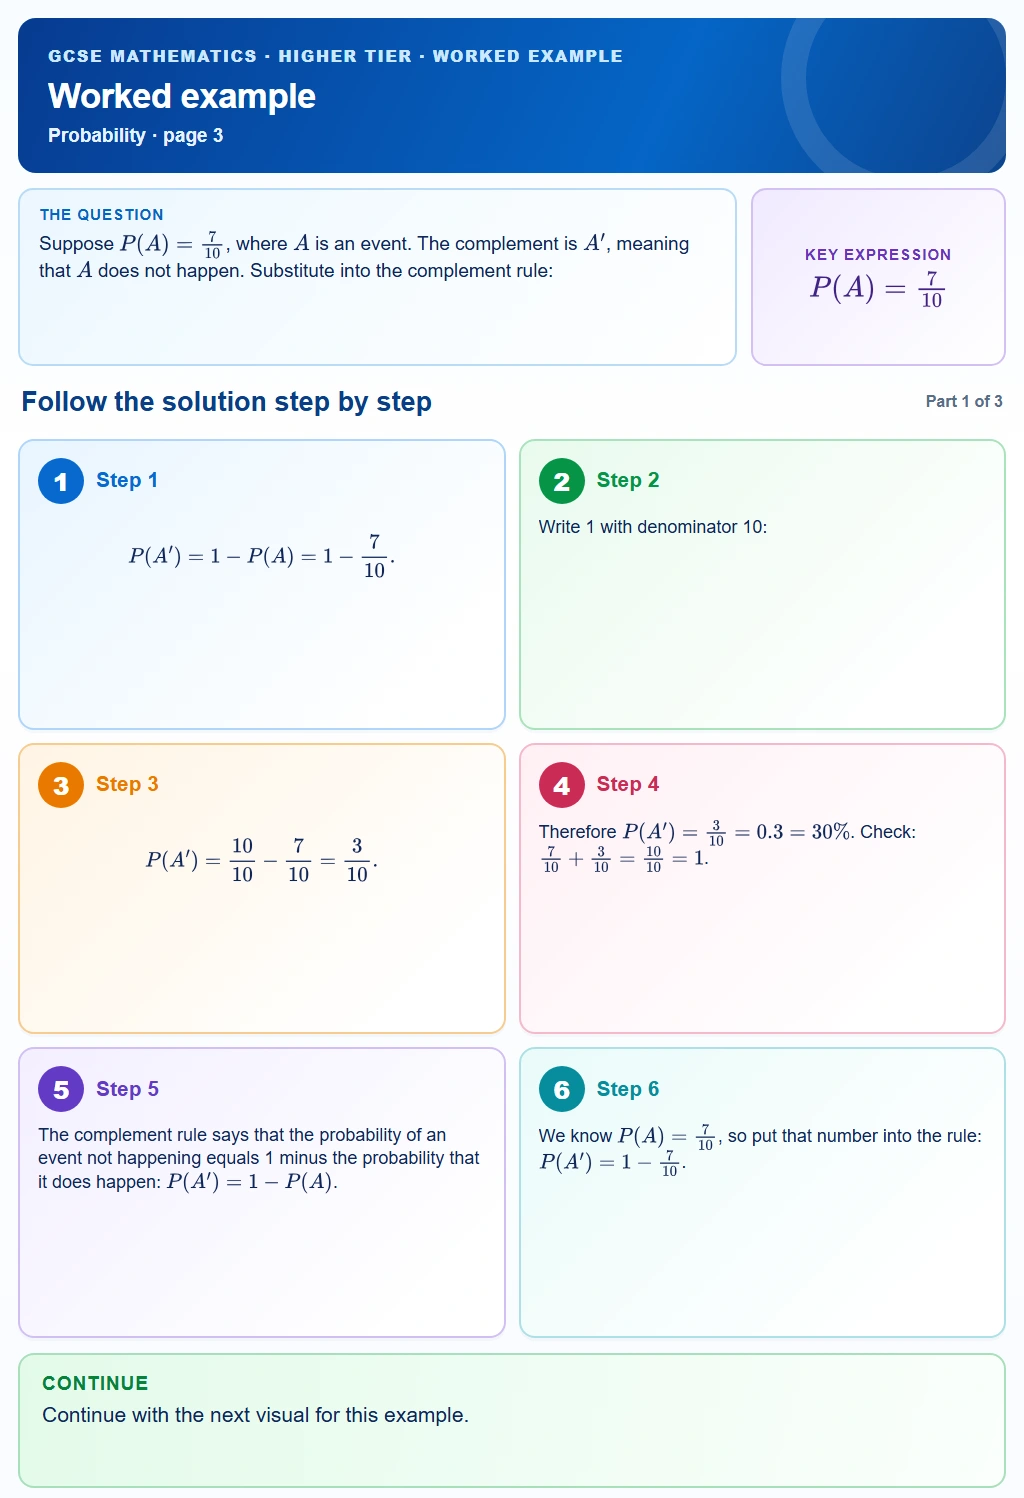 GCSE MATHEMATICS · HIGHER TIER · WORKED EXAMPLE
Worked example
Probability · page 3
THE QUESTION
Suppose P(A) = 7/10, where A is an event. The complement is A′, meaning
that A does not happen. Substitute into the complement rule:
KEY EXPRESSION
P(A) = 7/10
Follow the solution step by step
Part 1 of 3
1 Step 1
P(A′) = 1 − P(A) = 1 − 7/10.
2 Step 2
Write 1 with denominator 10:
3 Step 3
P(A′) = 10/10 − 7/10 = 3/10.
4 Step 4
Therefore P(A′) = 3/10 = 0.3 = 30%. Check:
7/10 + 3/10 = 10/10 = 1.
5 Step 5
The complement rule says that the probability of an
event not happening equals 1 minus the probability that
it does happen: P(A′) = 1 − P(A).
6 Step 6
We know P(A) = 7/10, so put that number into the rule:
P(A′) = 1 − 7/10.
CONTINUE
Continue with the next visual for this example.